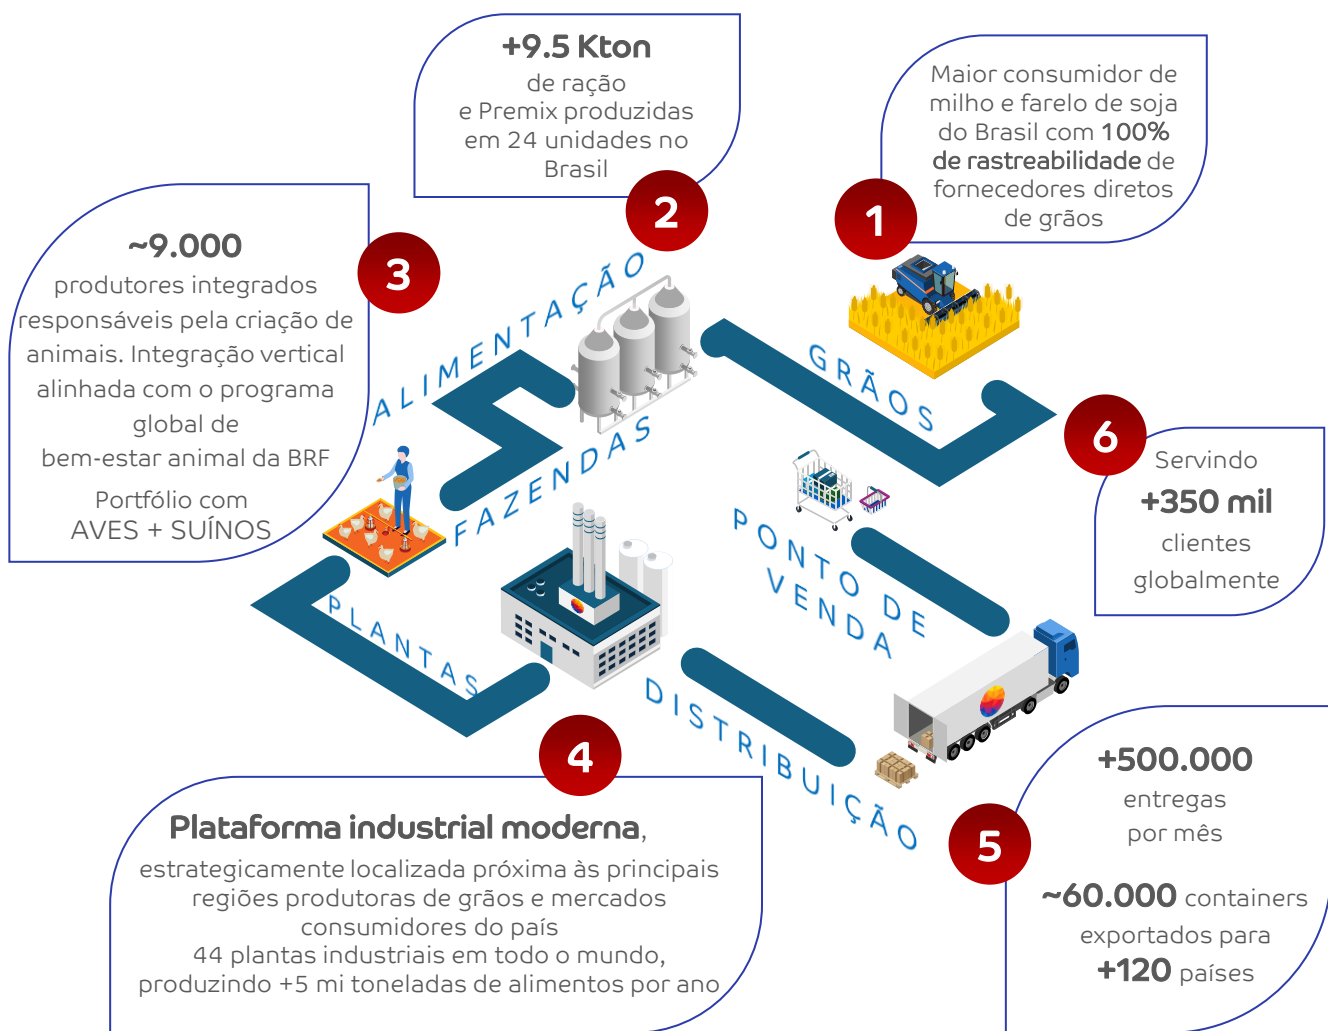 1
Maior consumidor de
milho e farelo de soja
do Brasil com 100%
de rastreabilidade de
fornecedores diretos
de grãos
GRÃOS
2
+9.5 Kton
de ração
e Premix produzidas
em 24 unidades no
Brasil
ALIMENTAÇÃO
3
~9.000
produtores integrados
responsáveis pela criação de
animais. Integração vertical
alinhada com o programa
global de
bem-estar animal da BRF
Portfólio com
AVES + SUÍNOS
FAZENDAS
4
Plataforma industrial moderna,
estrategicamente localizada próxima às principais
regiões produtoras de grãos e mercados
consumidores do país
44 plantas industriais em todo o mundo,
produzindo +5 mi toneladas de alimentos por ano
PLANTAS
5
+500.000
entregas
por mês
~60.000 containers
exportados para
+120 países
DISTRIBUIÇÃO
6
Servindo
+350 mil
clientes
globalmente
PONTO DE
VENDA